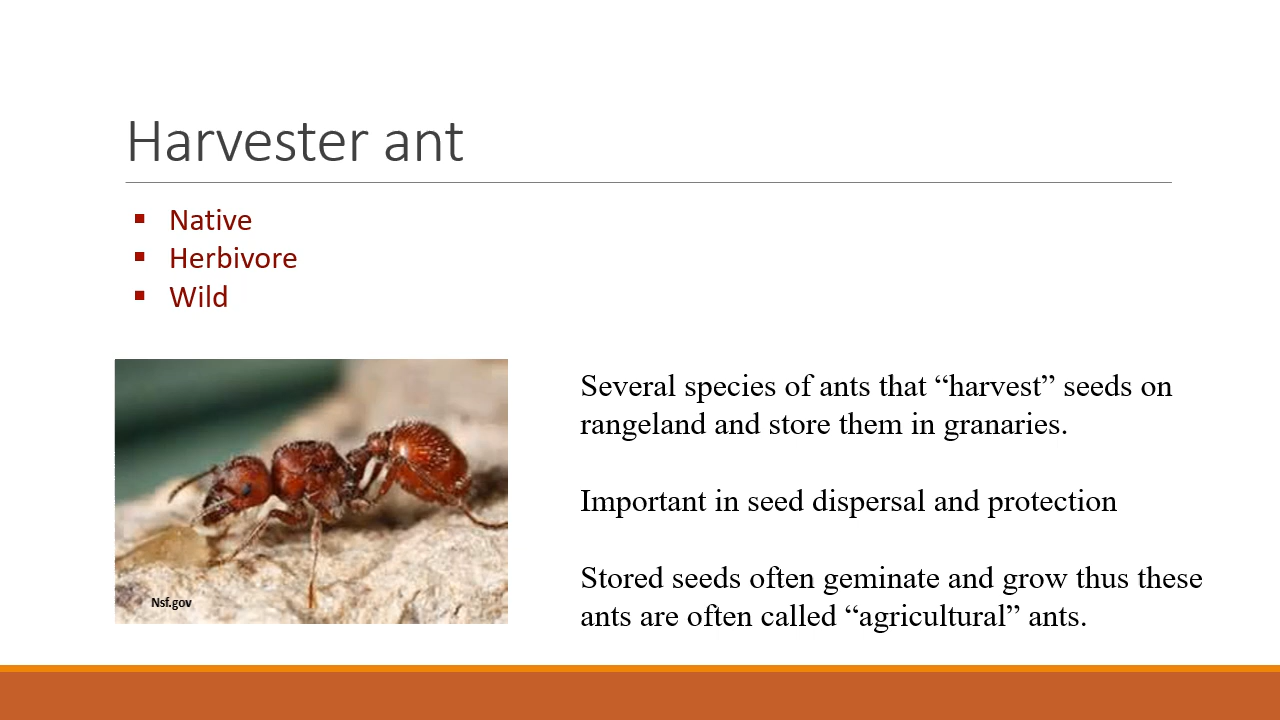 Harvester ant
▪ Native
▪ Herbivore
▪ Wild
Several species of ants that “harvest” seeds on
rangeland and store them in granaries.
Important in seed dispersal and protection
Stored seeds often geminate and grow thus these
ants are often called “agricultural” ants.
Nsf.gov